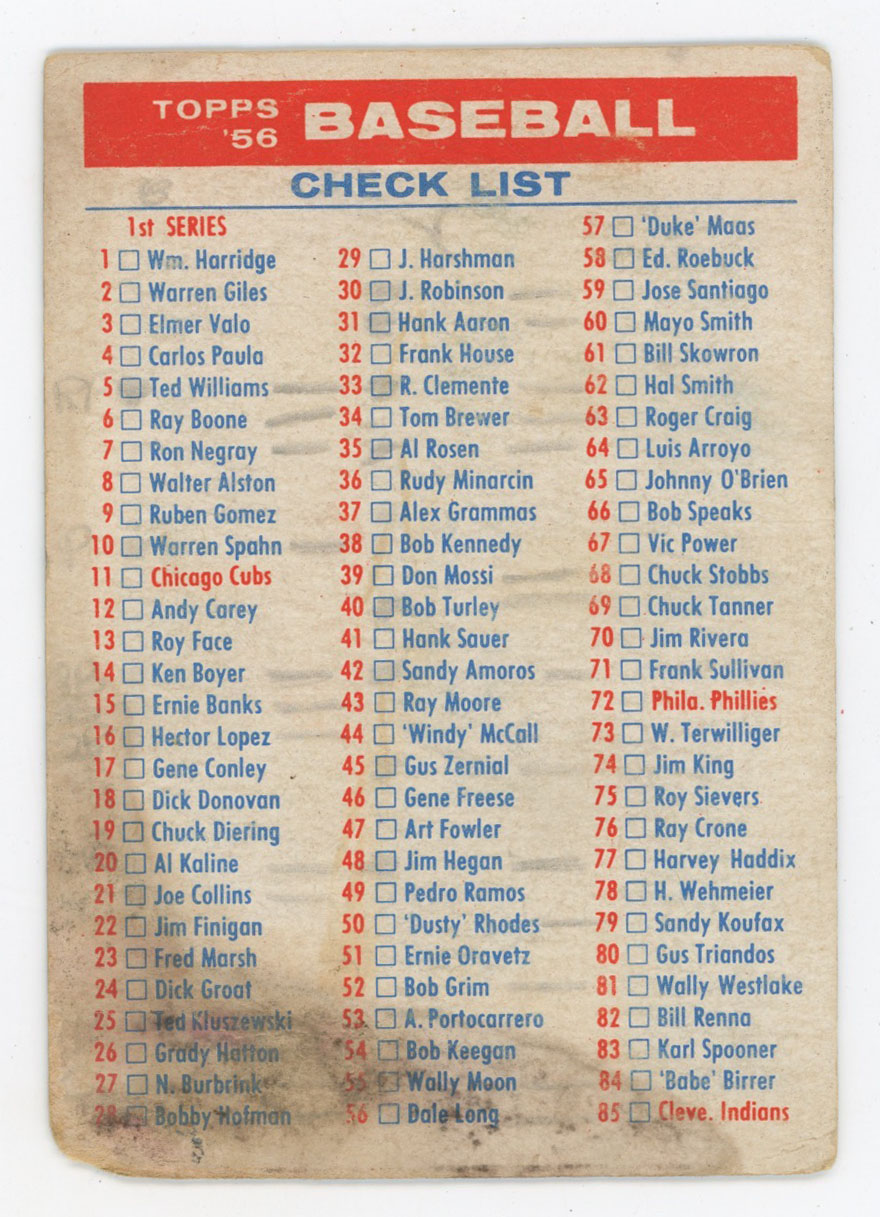 TOPPS '56 BASEBALL
CHECK LIST
1st SERIES
1 Wm. Harridge
2 Warren Giles
3 Elmer Valo
4 Carlos Paula
5 Ted Williams
6 Ray Boone
7 Ron Negray
8 Walter Alston
9 Ruben Gomez
10 Warren Spahn
11 Chicago Cubs
12 Andy Carey
13 Roy Face
14 Ken Boyer
15 Ernie Banks
16 Hector Lopez
17 Gene Conley
18 Dick Donovan
19 Chuck Diering
20 Al Kaline
21 Joe Collins
22 Jim Finigan
23 Fred Marsh
24 Dick Groat
25 Ted Kluszewski
26 Grady Hatton
27 N. Burbrink
28 Bobby Hofman
29 J. Harshman
30 J. Robinson
31 Hank Aaron
32 Frank House
33 R. Clemente
34 Tom Brewer
35 Al Rosen
36 Rudy Minarcin
37 Alex Grammas
38 Bob Kennedy
39 Don Mossi
40 Bob Turley
41 Hank Sauer
42 Sandy Amoros
43 Ray Moore
44 'Windy' McCall
45 Gus Zernial
46 Gene Freese
47 Art Fowler
48 Jim Hegan
49 Pedro Ramos
50 'Dusty' Rhodes
51 Ernie Oravetz
52 Bob Grim
53 A. Portocarrero
54 Bob Keegan
55 Wally Moon
56 Dale Long
57 'Duke' Maas
58 Ed. Roebuck
59 Jose Santiago
60 Mayo Smith
61 Bill Skowron
62 Hal Smith
63 Roger Craig
64 Luis Arroyo
65 Johnny O'Brien
66 Bob Speaks
67 Vic Power
68 Chuck Stobbs
69 Chuck Tanner
70 Jim Rivera
71 Frank Sullivan
72 Phila. Phillies
73 W. Terwilliger
74 Jim King
75 Roy Sievers
76 Ray Crone
77 Harvey Haddix
78 H. Wehmeier
79 Sandy Koufax
80 Gus Triandos
81 Wally Westlake
82 Bill Renna
83 Karl Spooner
84 'Babe' Birrer
85 Cleve. Indians